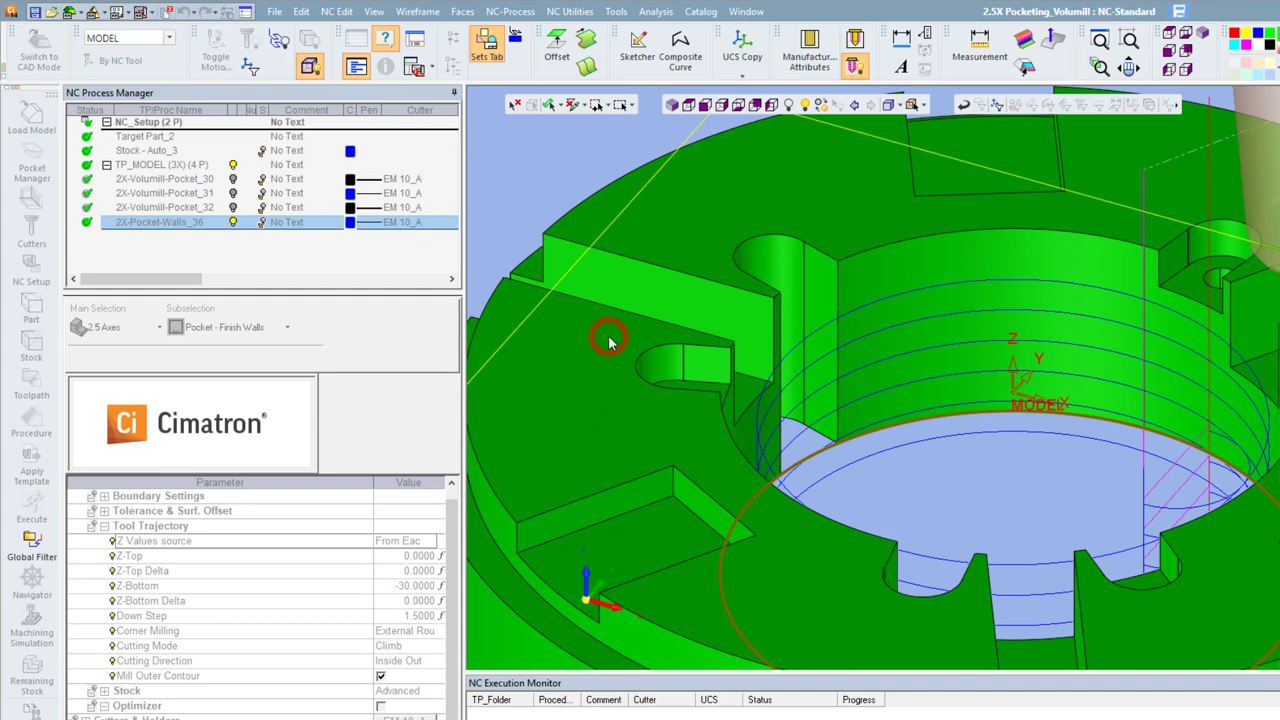 File Edit NC Edit View Wireframe Faces NC-Process NC Utilities Tools Analysis Catalog Window 2.5X Pocketing_Volumill : NC-Standard
Switch to CAD Mode
MODEL
By NC Tool
Toggle Motio...
Sets Tab
Offset
Sketcher
Composite Curve
UCS Copy
Manufactur... Attributes
Measurement
NC Process Manager
Status TP/Proc Name S Comment C Pen Cutter
NC_Setup (2 P) No Text
Target Part_2 No Text
Stock - Auto_3 No Text
TP_MODEL (3X) (4 P) No Text
2X-Volumill-Pocket_30 No Text EM 10_A
2X-Volumill-Pocket_31 No Text EM 10_A
2X-Volumill-Pocket_32 No Text EM 10_A
2X-Pocket-Walls_36 No Text EM 10_A
Load Model
Pocket Manager
Cutters
NC Setup
Part
Stock
Toolpath
Procedure
Apply Template
Execute
Global Filter
Navigator
Machining Simulation
Remaining Stock
Main Selection Subselection
2.5 Axes Pocket - Finish Walls
Ci Cimatron®
Parameter Value
Boundary Settings
Tolerance & Surf. Offset
Tool Trajectory
Z Values source From Eac
Z-Top 0.0000 f
Z-Top Delta 0.0000 f
Z-Bottom -30.0000 f
Z-Bottom Delta 0.0000 f
Down Step 1.5000 f
Corner Milling External Rou
Cutting Mode Climb
Cutting Direction Inside Out
Mill Outer Contour
Stock Advanced
Optimizer
Cutters & Holders EM 10_A
Z
Y
X
MODEL
NC Execution Monitor
TP_Folder Proced... Comment Cutter UCS Status Progress